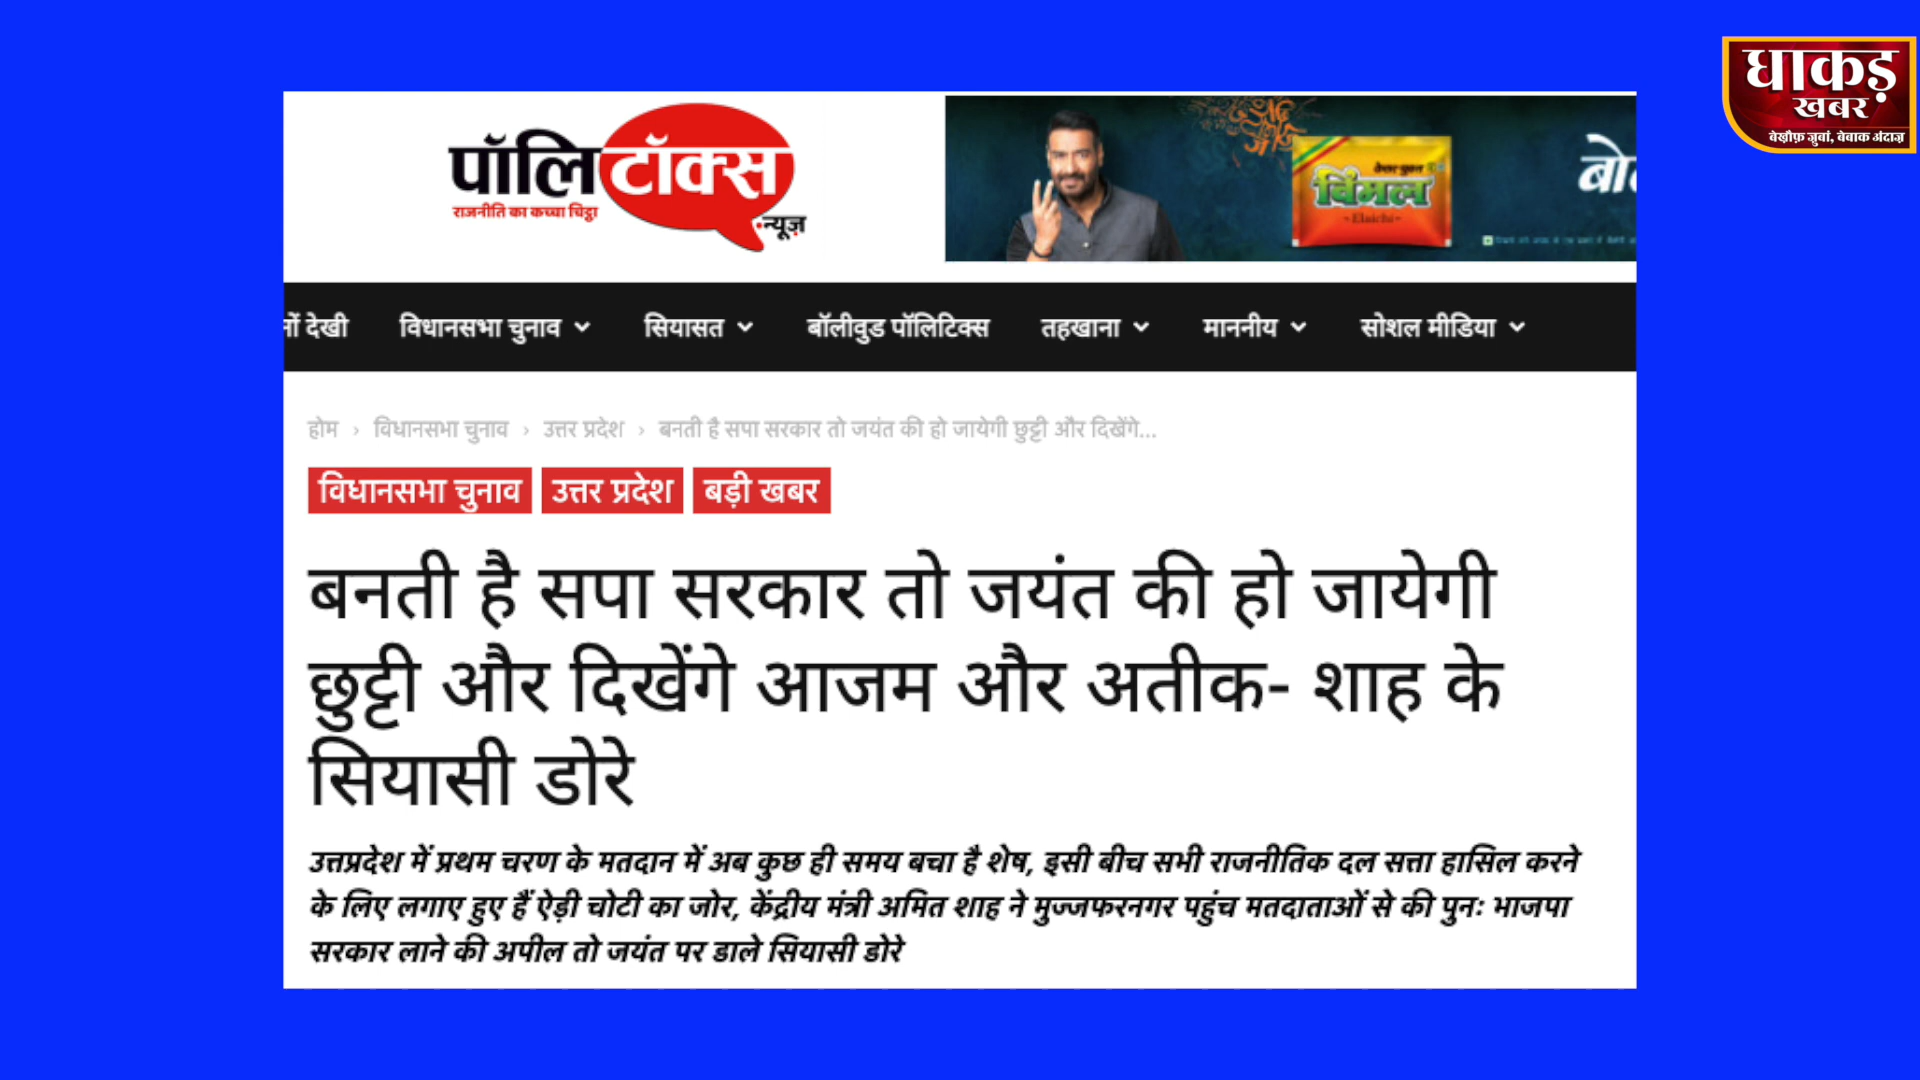 धाकड़
खबर
बेख़ौफ़ जुबां, बेवाक अंदाज़
पॉलिटॉक्स
राजनीति का कच्चा चिट्ठा
न्यूज़
केसर-युक्त
विमल
~Elaichi~
नों देखी विधानसभा चुनाव सियासत बॉलीवुड पॉलिटिक्स तहखाना माननीय सोशल मीडिया
होम › विधानसभा चुनाव › उत्तर प्रदेश › बनती है सपा सरकार तो जयंत की हो जायेगी छुट्टी और दिखेंगे...
विधानसभा चुनाव उत्तर प्रदेश बड़ी खबर
बनती है सपा सरकार तो जयंत की हो जायेगी
छुट्टी और दिखेंगे आजम और अतीक- शाह के
सियासी डोरे
उत्तप्रदेश में प्रथम चरण के मतदान में अब कुछ ही समय बचा है शेष, इसी बीच सभी राजनीतिक दल सत्ता हासिल करने
के लिए लगाए हुए हैं ऐड़ी चोटी का जोर, केंद्रीय मंत्री अमित शाह ने मुज्जफरनगर पहुंच मतदाताओं से की पुनः भाजपा
सरकार लाने की अपील तो जयंत पर डाले सियासी डोरे